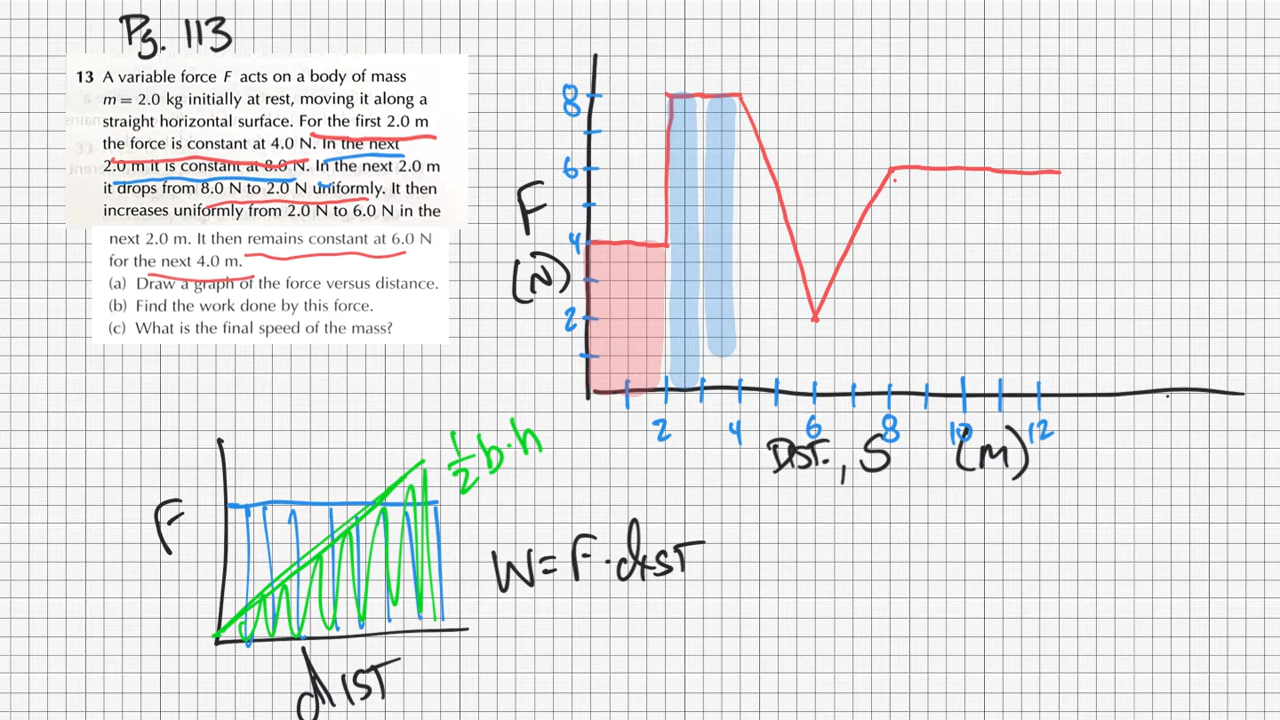 Pg. 113
13 A variable force F acts on a body of mass
m = 2.0 kg initially at rest, moving it along a
straight horizontal surface. For the first 2.0 m
the force is constant at 4.0 N. In the next
2.0 m it is constant at 8.0 N. In the next 2.0 m
it drops from 8.0 N to 2.0 N uniformly. It then
increases uniformly from 2.0 N to 6.0 N in the
next 2.0 m. It then remains constant at 6.0 N
for the next 4.0 m.
(a) Draw a graph of the force versus distance.
(b) Find the work done by this force.
(c) What is the final speed of the mass?
8
6
4
2
F
(N)
2 4 6 8 10 12
DIST., S (M)
F
1/2 b·h
dIST
W = F·dIST